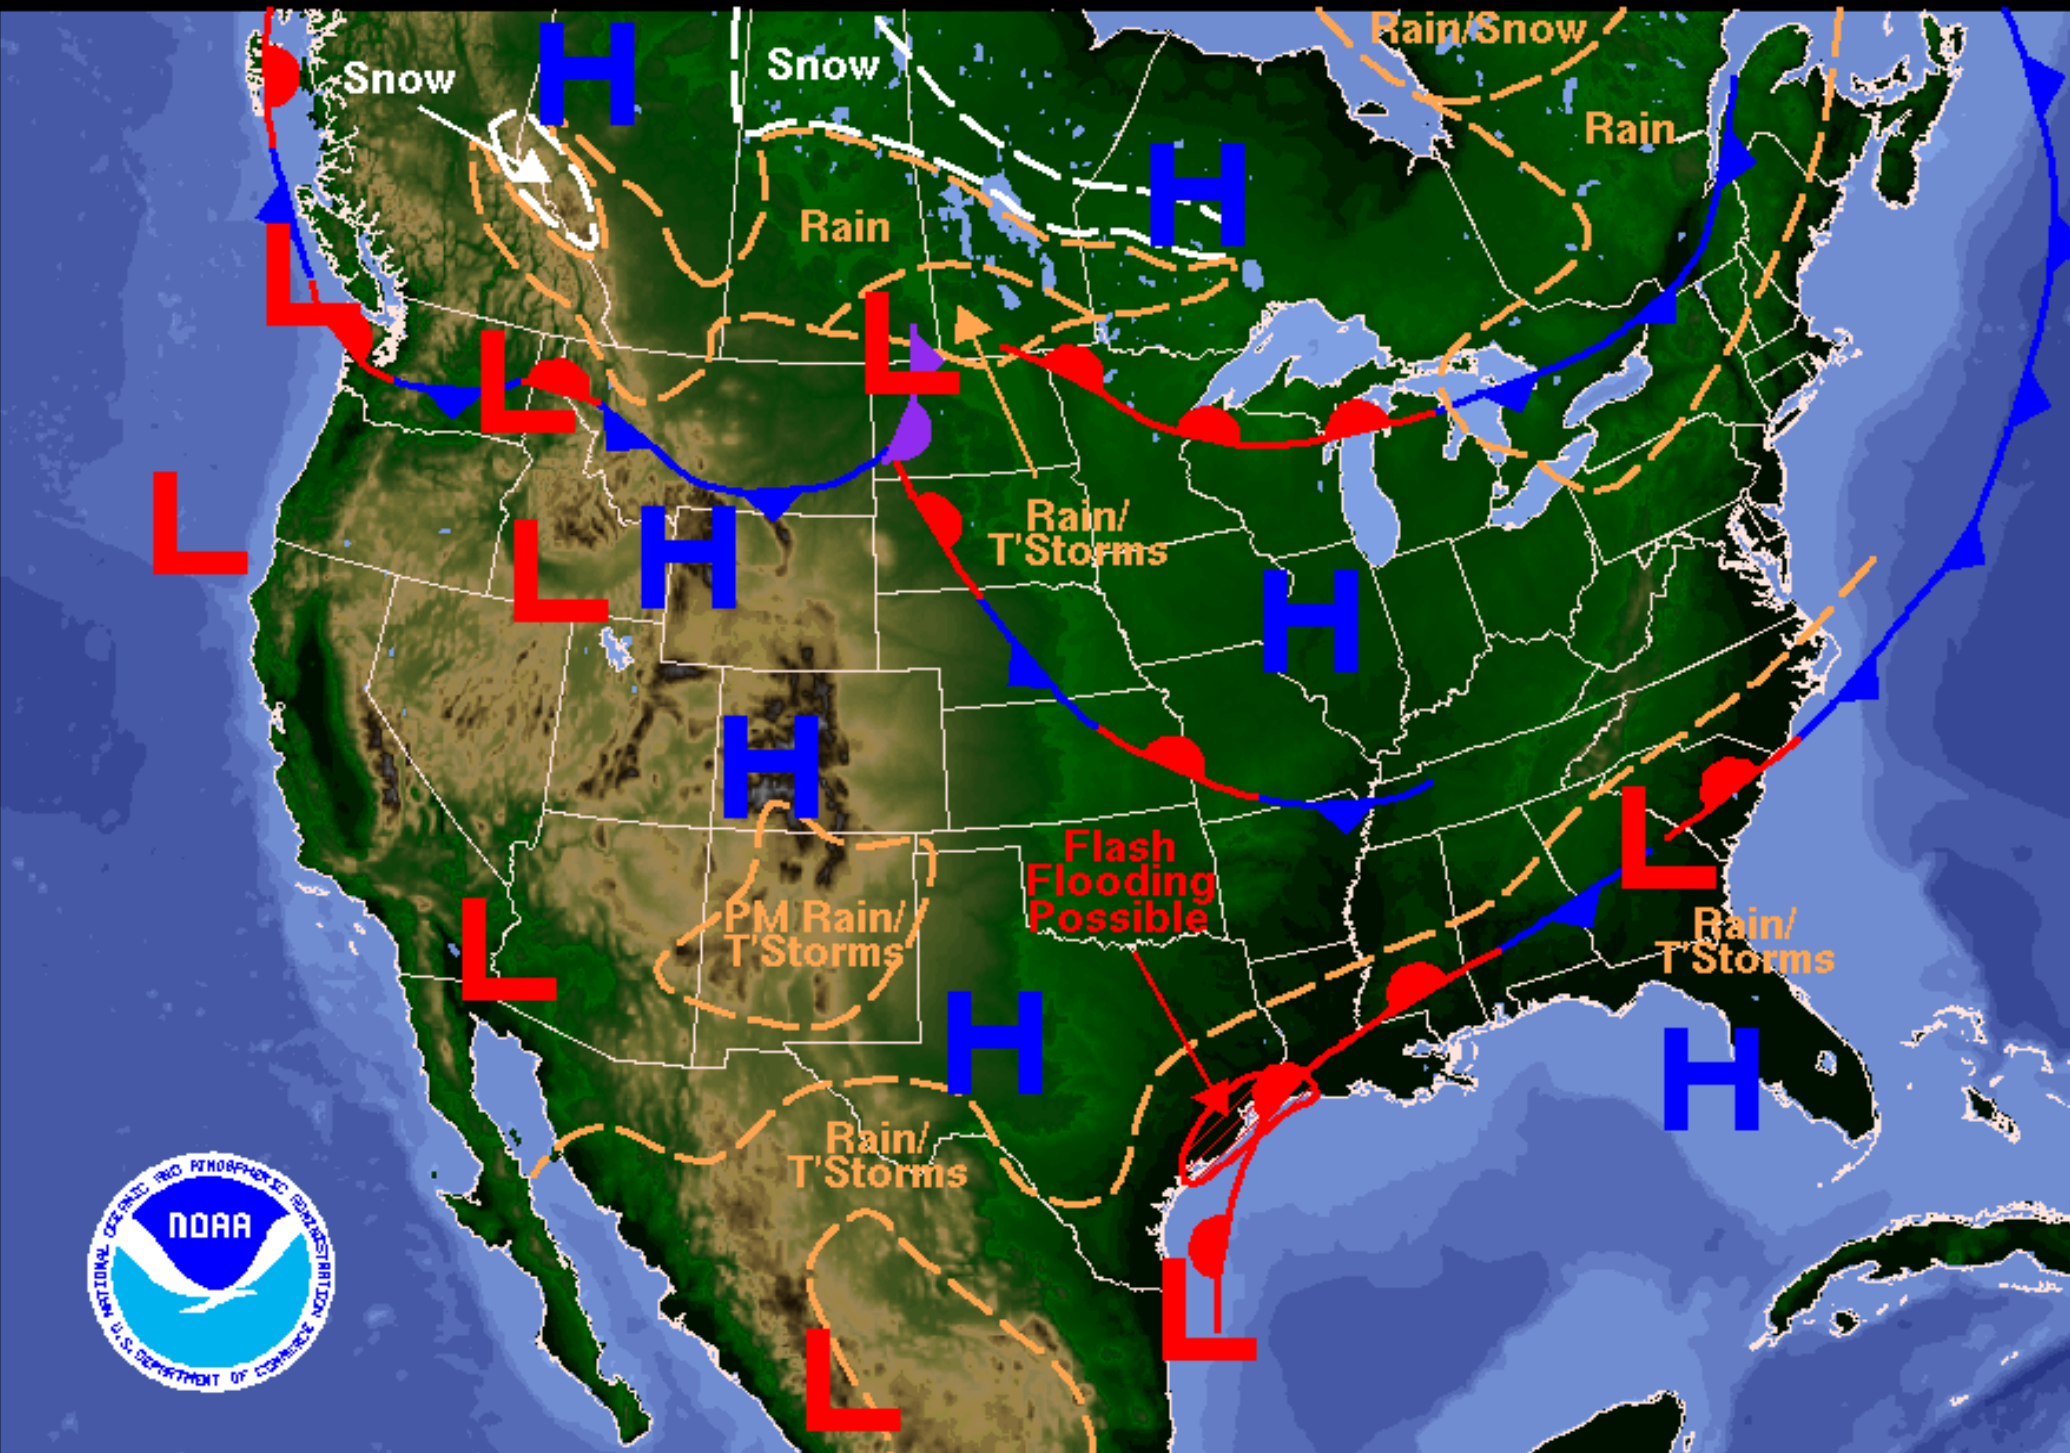 Rain/Snow
H
Snow
Snow
Rain
H
Rain
L
L
L
L
Rain/
T'Storms
H
L
H
L
H
L
Flash
Flooding
Possible
PM Rain/
T'Storms
L
Rain/
T'Storms
H
H
Rain/
T'Storms
L
L
NOAA
NATIONAL OCEANIC AND ATMOSPHERIC ADMINISTRATION
U.S. DEPARTMENT OF COMMERCE